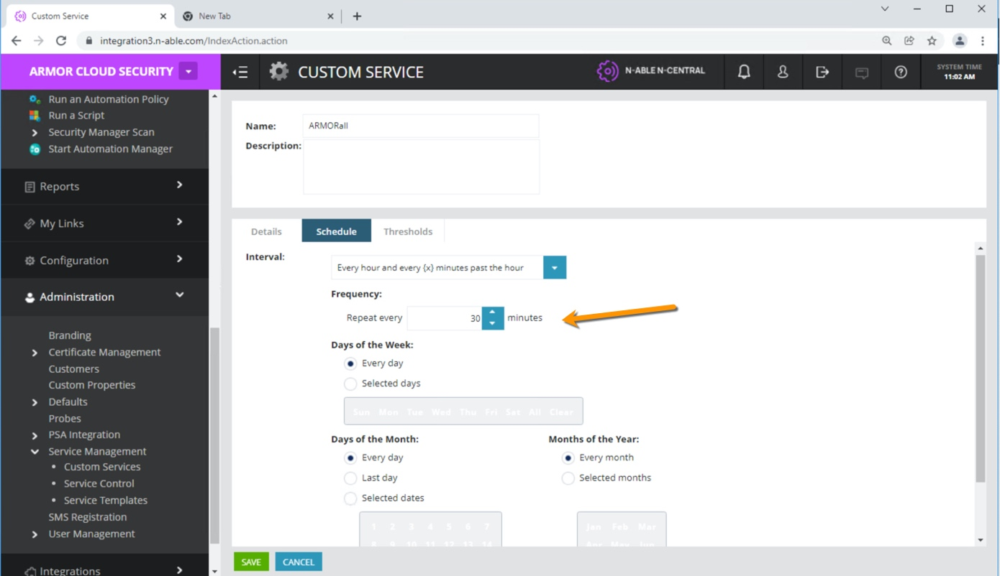 Custom Service
New Tab
integration3.n-able.com/IndexAction.action
ARMOR CLOUD SECURITY
CUSTOM SERVICE
N-ABLE N-CENTRAL
SYSTEM TIME
11:02 AM
Run an Automation Policy
Run a Script
Security Manager Scan
Start Automation Manager
Reports
My Links
Configuration
Administration
Branding
Certificate Management
Customers
Custom Properties
Defaults
Probes
PSA Integration
Service Management
Custom Services
Service Control
Service Templates
SMS Registration
User Management
Integrations
Name: ARMORall
Description:
Details Schedule Thresholds
Interval:
Every hour and every {x} minutes past the hour
Frequency:
Repeat every 30 minutes
Days of the Week:
Every day
Selected days
Sun Mon Tue Wed Thu Fri Sat All Clear
Days of the Month: Months of the Year:
Every day Every month
Last day Selected months
Selected dates
1 2 3 4 5 6 7 Jan Feb Mar
8 9 10 11 12 13 14 Apr May Jun
SAVE CANCEL